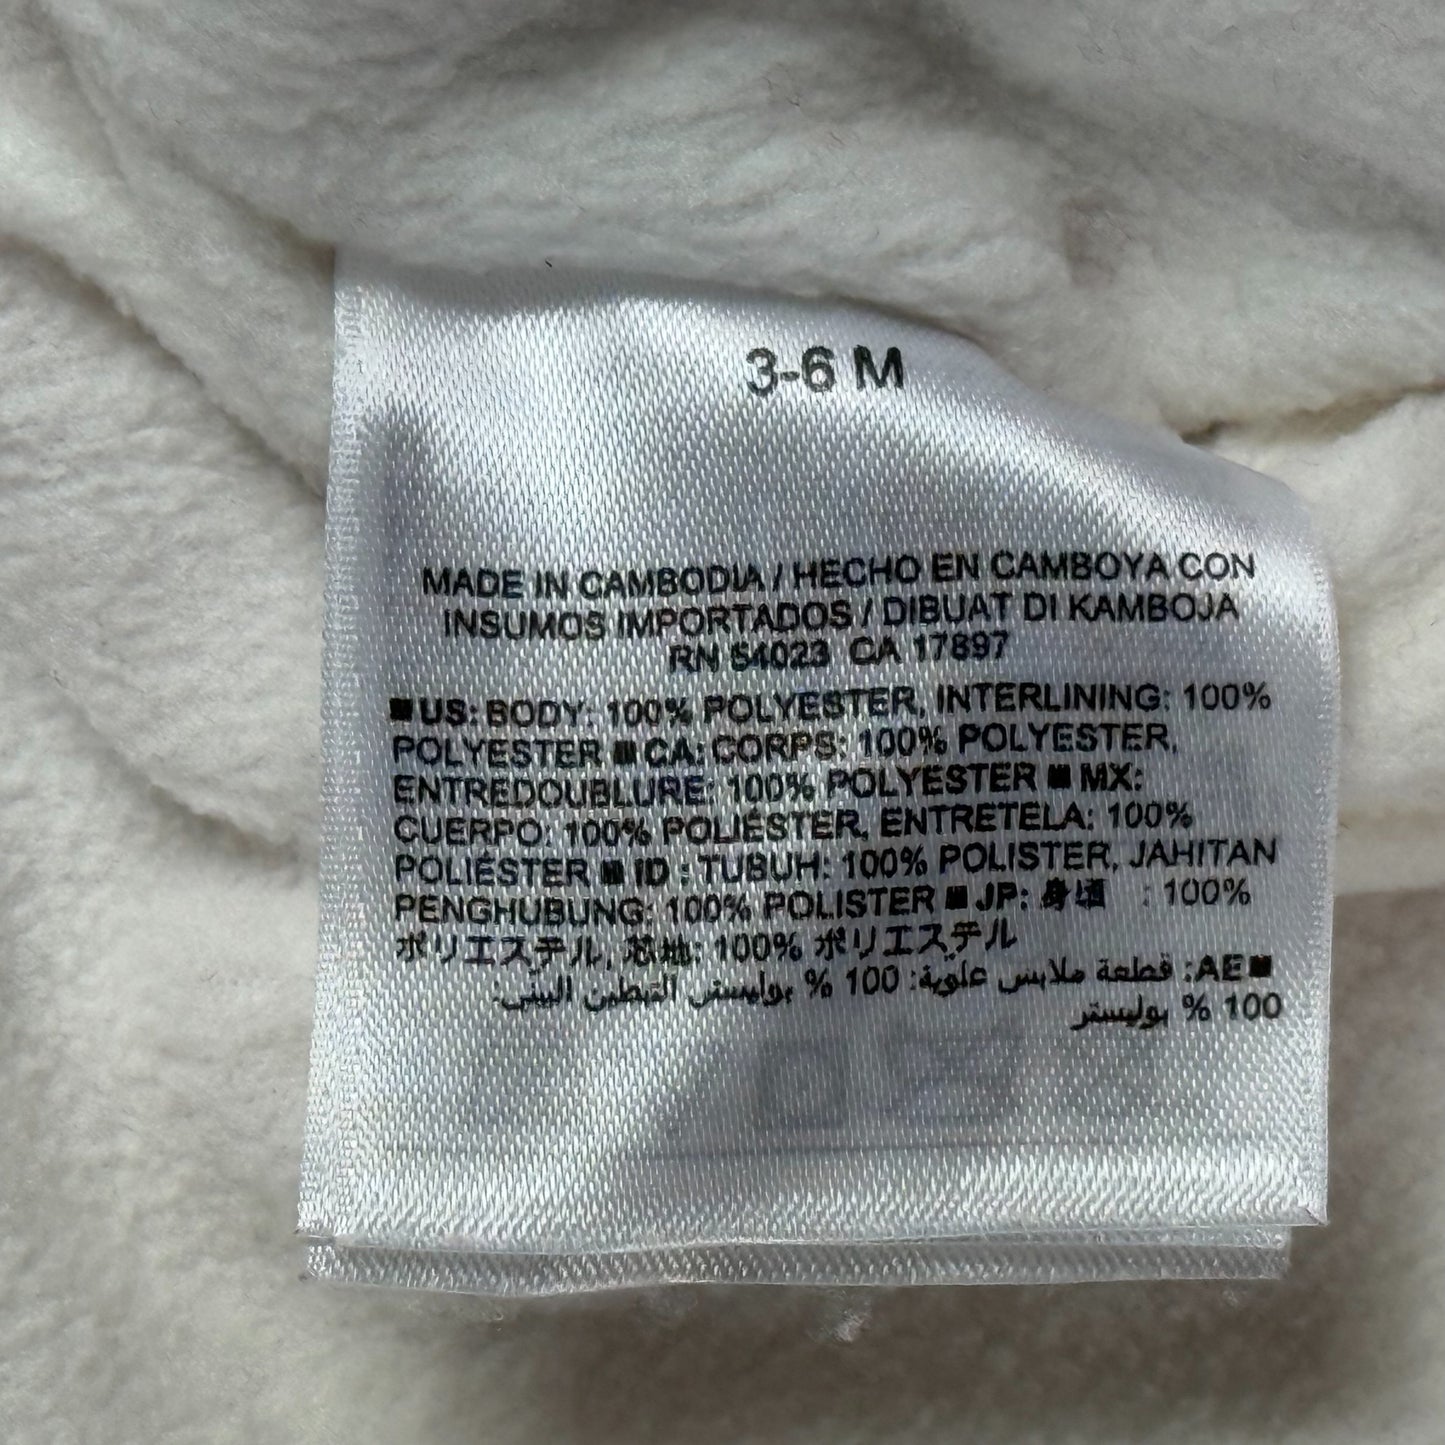 3-6 M
MADE IN CAMBODIA / HECHO EN CAMBOYA CON
INSUMOS IMPORTADOS / DIBUAT DI KAMBOJA
RN 54023 CA 17897
■US: BODY: 100% POLYESTER, INTERLINING: 100%
POLYESTER ■ CA: CORPS: 100% POLYESTER,
ENTREDOUBLURE: 100% POLYESTER ■ MX:
CUERPO: 100% POLIÉSTER, ENTRETELA: 100%
POLIÉSTER ■ ID : TUBUH: 100% POLISTER, JAHITAN
PENGHUBUNG: 100% POLISTER ■ JP: 身頃 : 100%
ポリエステル, 芯地: 100% ポリエステル
■AE: قطعة ملابس علوية: 100 % بوليستر, التبطين البيني:
100 % بوليستر